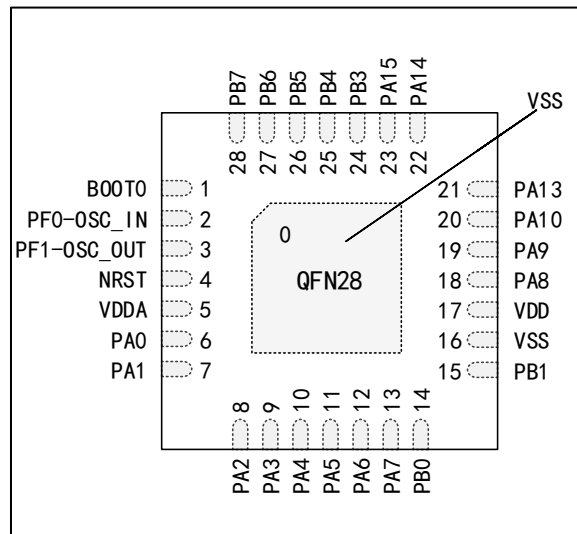 PB7 PB6 PB5 PB4 PB3 PA15 PA14
VSS
28 27 26 25 24 23 22
BOOT0 1
21 PA13
PF0-OSC_IN 2
20 PA10
PF1-OSC_OUT 3
0
19 PA9
NRST 4
QFN28
18 PA8
VDDA 5
17 VDD
PA0 6
16 VSS
PA1 7
15 PB1
8 9 10 11 12 13 14
PA2 PA3 PA4 PA5 PA6 PA7 PB0